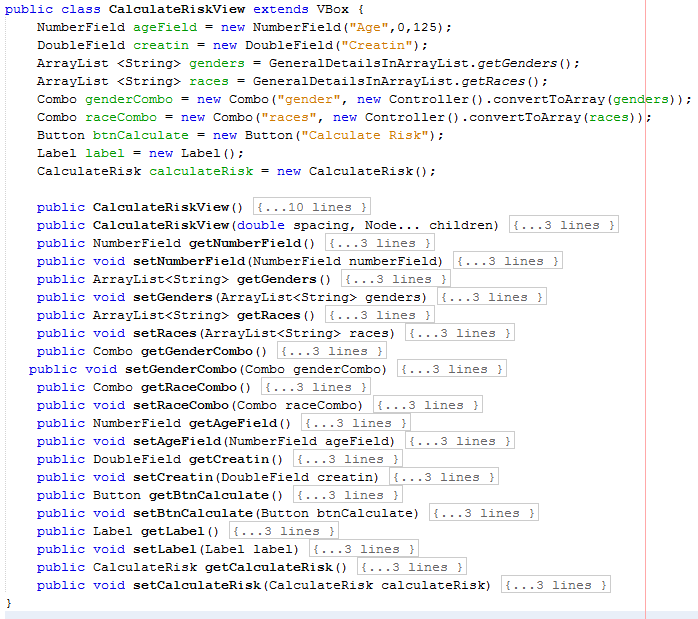 public class CalculateRiskView extends VBox {
    NumberField ageField = new NumberField("Age",0,125);
    DoubleField creatin = new DoubleField("Creatin");
    ArrayList <String> genders = GeneralDetailsInArrayList.getGenders();
    ArrayList <String> races = GeneralDetailsInArrayList.getRaces();
    Combo genderCombo = new Combo("gender", new Controller().convertToArray(genders));
    Combo raceCombo = new Combo("races", new Controller().convertToArray(races));
    Button btnCalculate = new Button("Calculate Risk");
    Label label = new Label();
    CalculateRisk calculateRisk = new CalculateRisk();

    public CalculateRiskView() {...10 lines }
    public CalculateRiskView(double spacing, Node... children) {...3 lines }
    public NumberField getNumberField() {...3 lines }
    public void setNumberField(NumberField numberField) {...3 lines }
    public ArrayList<String> getGenders() {...3 lines }
    public void setGenders(ArrayList<String> genders) {...3 lines }
    public ArrayList<String> getRaces() {...3 lines }
    public void setRaces(ArrayList<String> races) {...3 lines }
    public Combo getGenderCombo() {...3 lines }
   public void setGenderCombo(Combo genderCombo) {...3 lines }
    public Combo getRaceCombo() {...3 lines }
    public void setRaceCombo(Combo raceCombo) {...3 lines }
    public NumberField getAgeField() {...3 lines }
    public void setAgeField(NumberField ageField) {...3 lines }
    public DoubleField getCreatin() {...3 lines }
    public void setCreatin(DoubleField creatin) {...3 lines }
    public Button getBtnCalculate() {...3 lines }
    public void setBtnCalculate(Button btnCalculate) {...3 lines }
    public Label getLabel() {...3 lines }
    public void setLabel(Label label) {...3 lines }
    public CalculateRisk getCalculateRisk() {...3 lines }
    public void setCalculateRisk(CalculateRisk calculateRisk) {...3 lines }
}